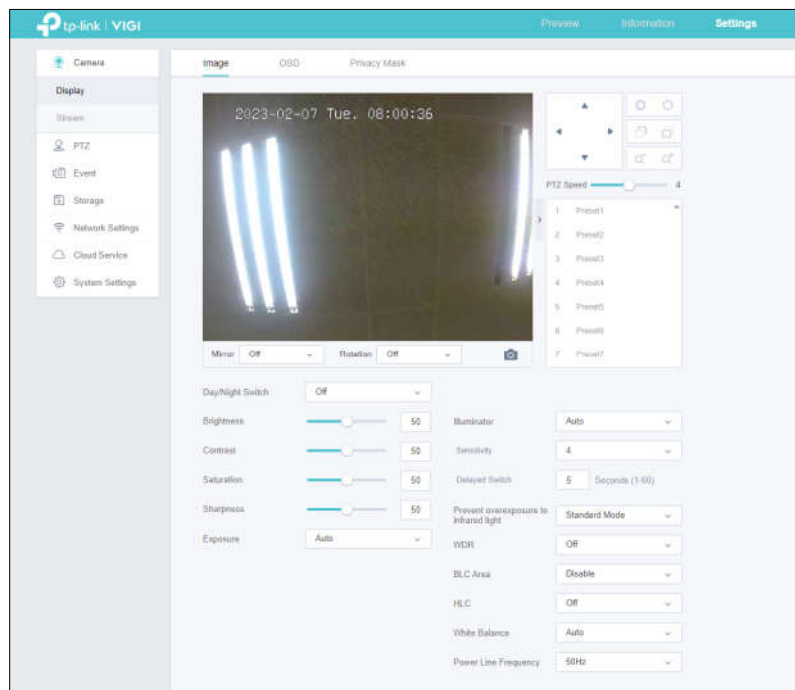 tp-link | VIGI
Preview Information Settings
Camera
Display
Stream
PTZ
Event
Storage
Network Settings
Cloud Service
System Settings
Image OSD Privacy Mask
2023-02-07 Tue. 08:00:36
PTZ Speed 4
1 Preset1
2 Preset2
3 Preset3
4 Preset4
5 Preset5
6 Preset6
7 Preset7
Mirror Off Rotation Off
Day/Night Switch Off
Brightness 50
Contrast 50
Saturation 50
Sharpness 50
Exposure Auto
Illuminator Auto
Sensitivity 4
Delayed Switch 5 Seconds (1-60)
Prevent overexposure to
infrared light Standard Mode
WDR Off
BLC Area Disable
HLC Off
White Balance Auto
Power Line Frequency 50Hz